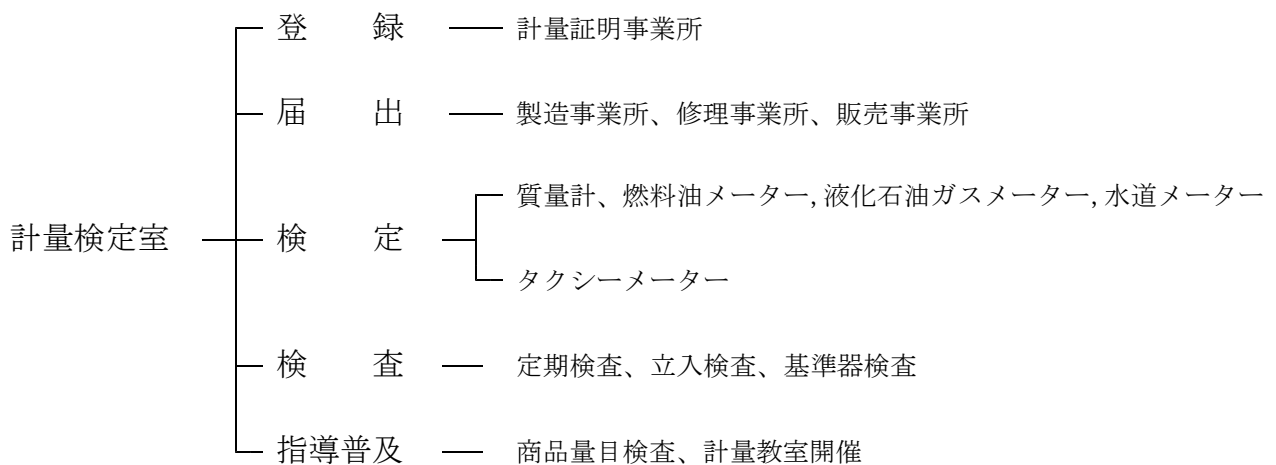 登　録　計量証明事業所
届　出　製造事業所、修理事業所、販売事業所
質量計、燃料油メーター,液化石油ガスメーター,水道メーター
計量検定室　検　定
タクシーメーター
検　査　定期検査、立入検査、基準器検査
指導普及　商品量目検査、計量教室開催